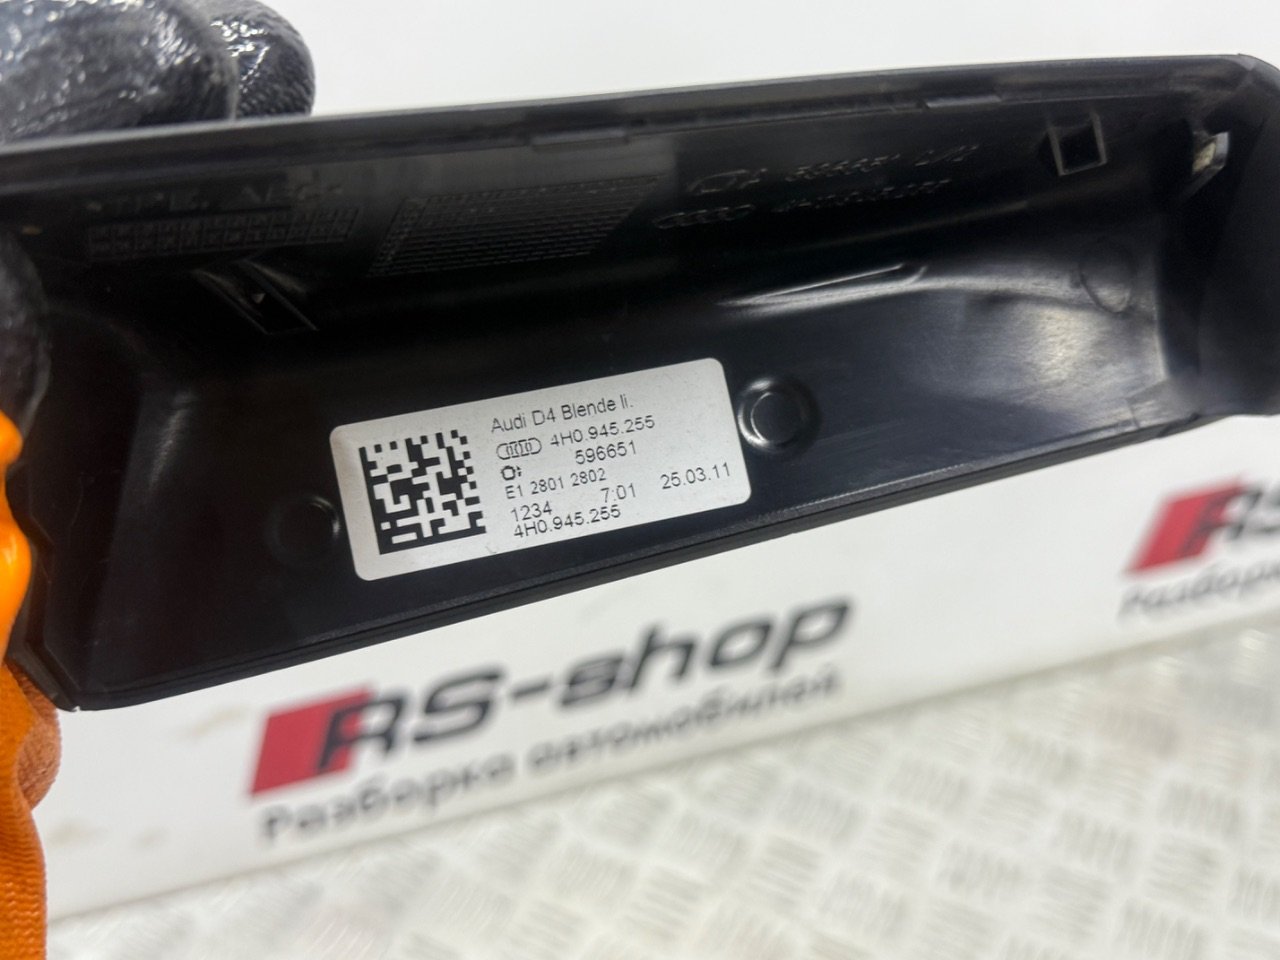 Audi D4 Blende li.
4H0.945.255
596651
E1 2801 2802
1234 7:01 25.03.11
4H0.945.255
RS-shop
Разборка автомобилей
Разборка